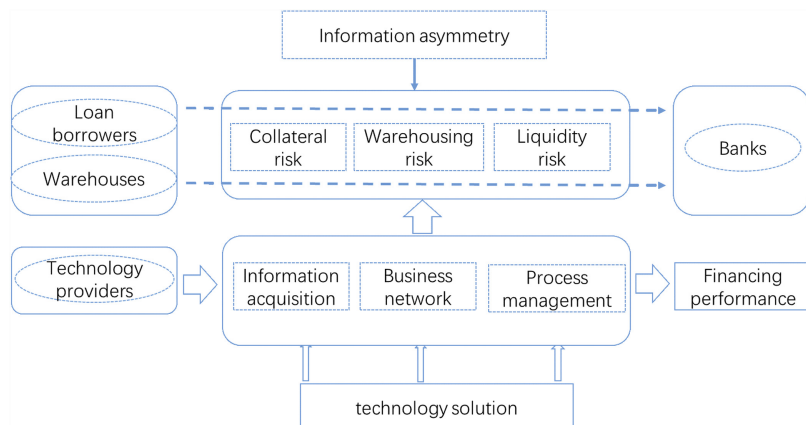 Information asymmetry
Loan
borrowers
Warehouses
Collateral
risk
Warehousing
risk
Liquidity
risk
Banks
Technology
providers
Information
acquisition
Business
network
Process
management
Financing
performance
technology solution